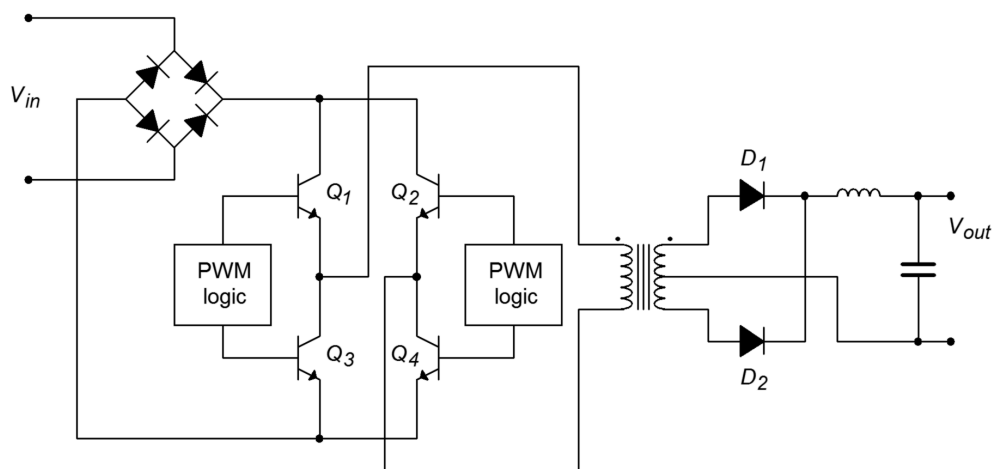 V_in
Q_1
Q_2
PWM
logic
PWM
logic
Q_3
Q_4
D_1
D_2
V_out